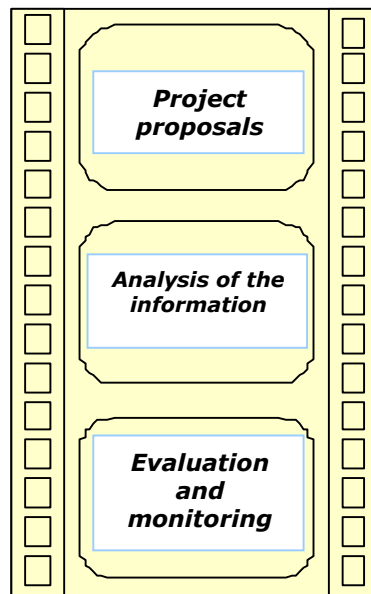 Project
proposals
Analysis of the
information
Evaluation
and
monitoring